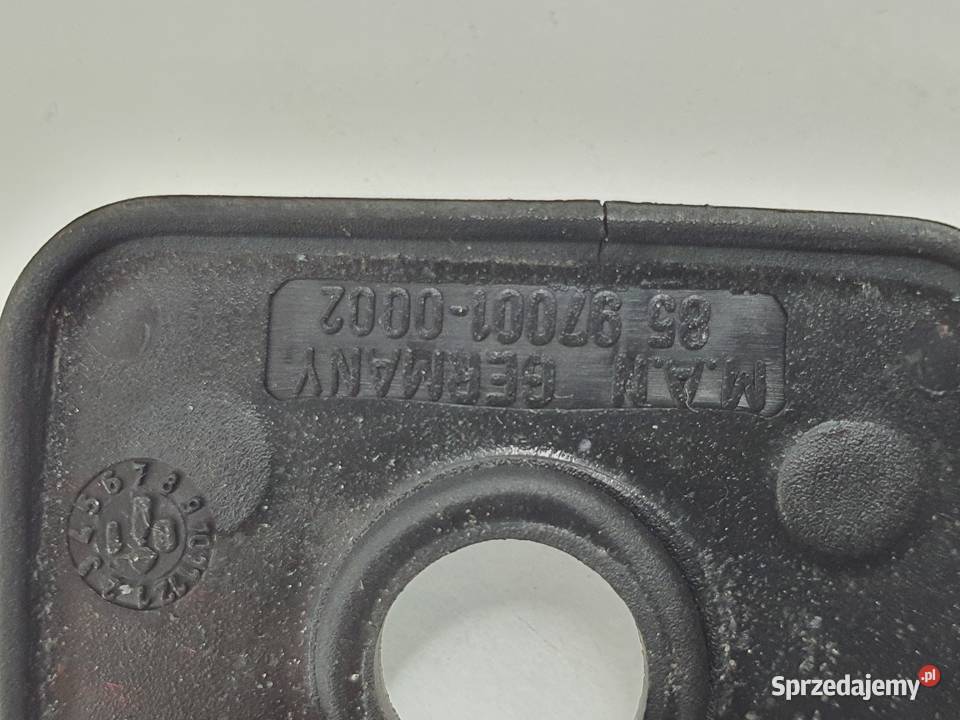 M.A.N GERMANY
85 97001-0002
Sprzedajemy.pl